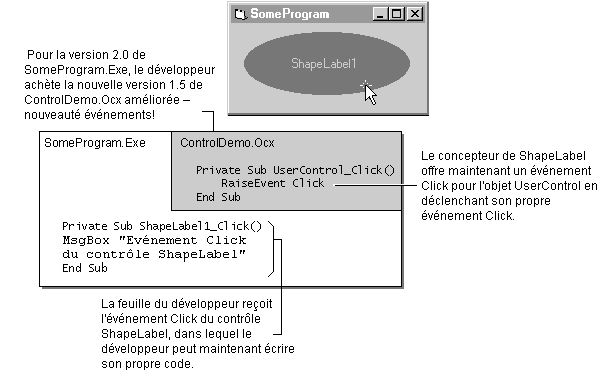 SomeProgram
ShapeLabel1
Pour la version 2.0 de
SomeProgram.Exe, le développeur
achète la nouvelle version 1.5 de
ControlDemo.Ocx améliorée –
nouveauté événements!
SomeProgram.Exe
ControlDemo.Ocx
Private Sub UserControl_Click()
RaiseEvent Click
End Sub
Le concepteur de ShapeLabel
offre maintenant un événement
Click pour l'objet UserControl en
déclenchant son propre
événement Click.
Private Sub ShapeLabel1_Click()
MsgBox "Evénement Click
du contrôle ShapeLabel"
End Sub
La feuille du développeur reçoit
l'événement Click du contrôle
ShapeLabel, dans lequel le
développeur peut maintenant écrire
son propre code.